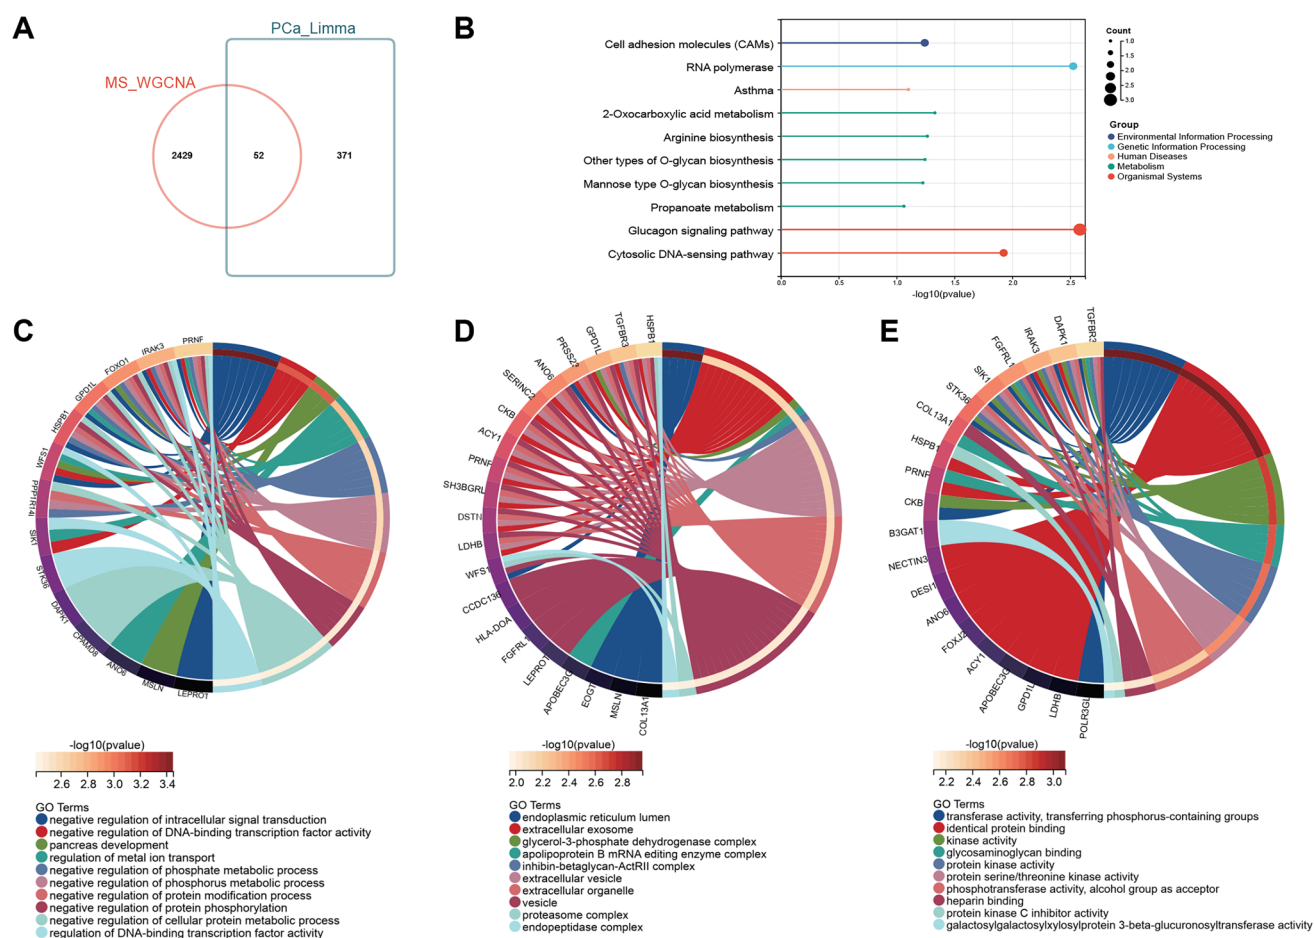 A
PCa_Limma
MS_WGCNA
2429
52
371
B
Cell adhesion molecules (CAMs)
RNA polymerase
Asthma
2-Oxocarboxylic acid metabolism
Arginine biosynthesis
Other types of O-glycan biosynthesis
Mannose type O-glycan biosynthesis
Propanoate metabolism
Glucagon signaling pathway
Cytosolic DNA-sensing pathway
0.0 0.5 1.0 1.5 2.0 2.5
-log10(pvalue)
Count
1.0
1.5
2.0
2.5
3.0
Group
Environmental Information Processing
Genetic Information Processing
Human Diseases
Metabolism
Organismal Systems
C
PRNF
IRAK3
FOXO1
GPD1L
HSPB1
WFS1
PPP1R14L
SIK1
STK36
DAPK1
CPAMD8
ANO6
MSLN
LEPROT
-log10(pvalue)
2.6 2.8 3.0 3.2 3.4
GO Terms
negative regulation of intracellular signal transduction
negative regulation of DNA-binding transcription factor activity
pancreas development
regulation of metal ion transport
negative regulation of phosphate metabolic process
negative regulation of phosphorus metabolic process
negative regulation of protein modification process
negative regulation of protein phosphorylation
negative regulation of cellular protein metabolic process
regulation of DNA-binding transcription factor activity
D
HSPB1
TGFBR3
GPD1L
PRSS23
ANO6
SERINC2
CKB
ACY1
PRNP
SH3BGRL
DSTN
LDHB
WFS1
CCDC136
HLA-DOA
FGFRL1
LEPROT
APOBEC3G
EOGT
MSLN
COL13A1
-log10(pvalue)
2.0 2.2 2.4 2.6 2.8
GO Terms
endoplasmic reticulum lumen
extracellular exosome
glycerol-3-phosphate dehydrogenase complex
apolipoprotein B mRNA editing enzyme complex
inhibin-betaglycan-ActRII complex
extracellular vesicle
extracellular organelle
vesicle
proteasome complex
endopeptidase complex
E
TGFBR3
DAPK1
IRAK3
FGFRL1
SIK1
STK36
COL13A1
HSPB1
PRNP
CKB
B3GAT1
NECTIN3
DESI1
ANO6
FOXJ2
ACY1
APOBEC3G
GPD1L
LDHB
POLR3GL
-log10(pvalue)
2.2 2.4 2.6 2.8 3.0
GO Terms
transferase activity, transferring phosphorus-containing groups
identical protein binding
kinase activity
glycosaminoglycan binding
protein kinase activity
protein serine/threonine kinase activity
phosphotransferase activity, alcohol group as acceptor
heparin binding
protein kinase C inhibitor activity
galactosylgalactosylxylosylprotein 3-beta-glucuronosyltransferase activity